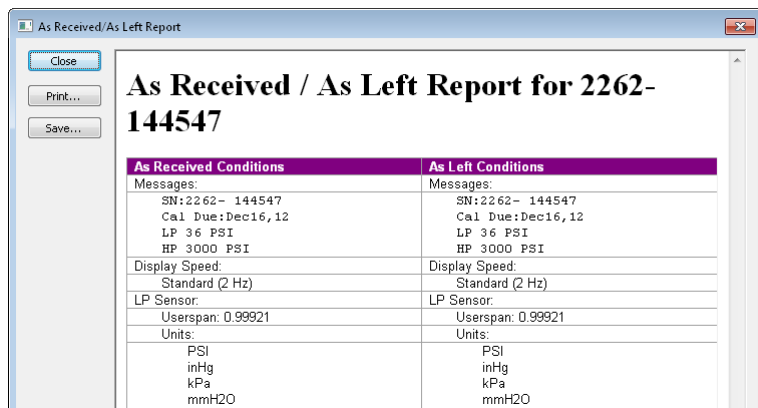 As Received/As Left Report
Close
Print...
Save...
As Received / As Left Report for 2262-
144547
As Received Conditions As Left Conditions
Messages: Messages:
SN:2262- 144547 SN:2262- 144547
Cal Due:Dec16,12 Cal Due:Dec16,12
LP 36 PSI LP 36 PSI
HP 3000 PSI HP 3000 PSI
Display Speed: Display Speed:
Standard (2 Hz) Standard (2 Hz)
LP Sensor: LP Sensor:
Userspan: 0.99921 Userspan: 0.99921
Units: Units:
PSI PSI
inHg inHg
kPa kPa
mmH2O mmH2O